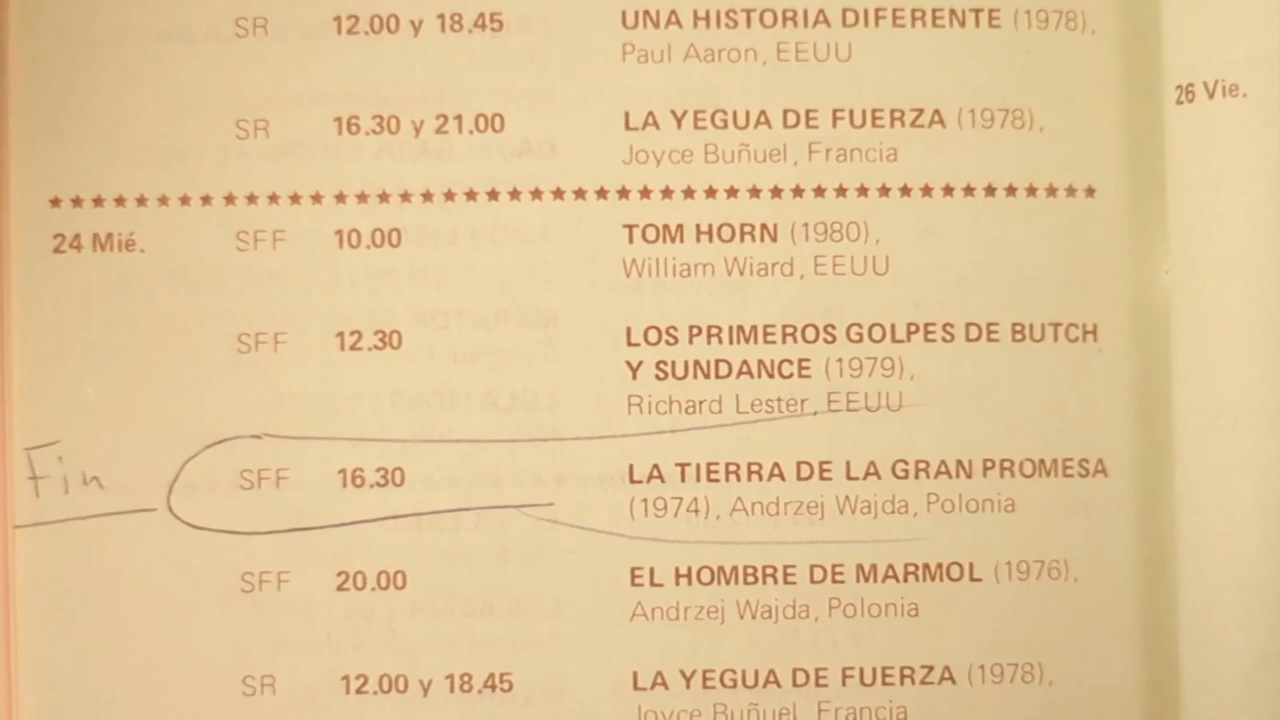 SR 12.00 y 18.45 UNA HISTORIA DIFERENTE (1978),
Paul Aaron, EEUU
26 Vie.
SR 16.30 y 21.00 LA YEGUA DE FUERZA (1978),
Joyce Buñuel, Francia
24 Mié. SFF 10.00 TOM HORN (1980),
William Wiard, EEUU
SFF 12.30 LOS PRIMEROS GOLPES DE BUTCH
Y SUNDANCE (1979),
Richard Lester, EEUU
Fin SFF 16.30 LA TIERRA DE LA GRAN PROMESA
(1974), Andrzej Wajda, Polonia
SFF 20.00 EL HOMBRE DE MARMOL (1976),
Andrzej Wajda, Polonia
SR 12.00 y 18.45 LA YEGUA DE FUERZA (1978),
Joyce Buñuel, Francia